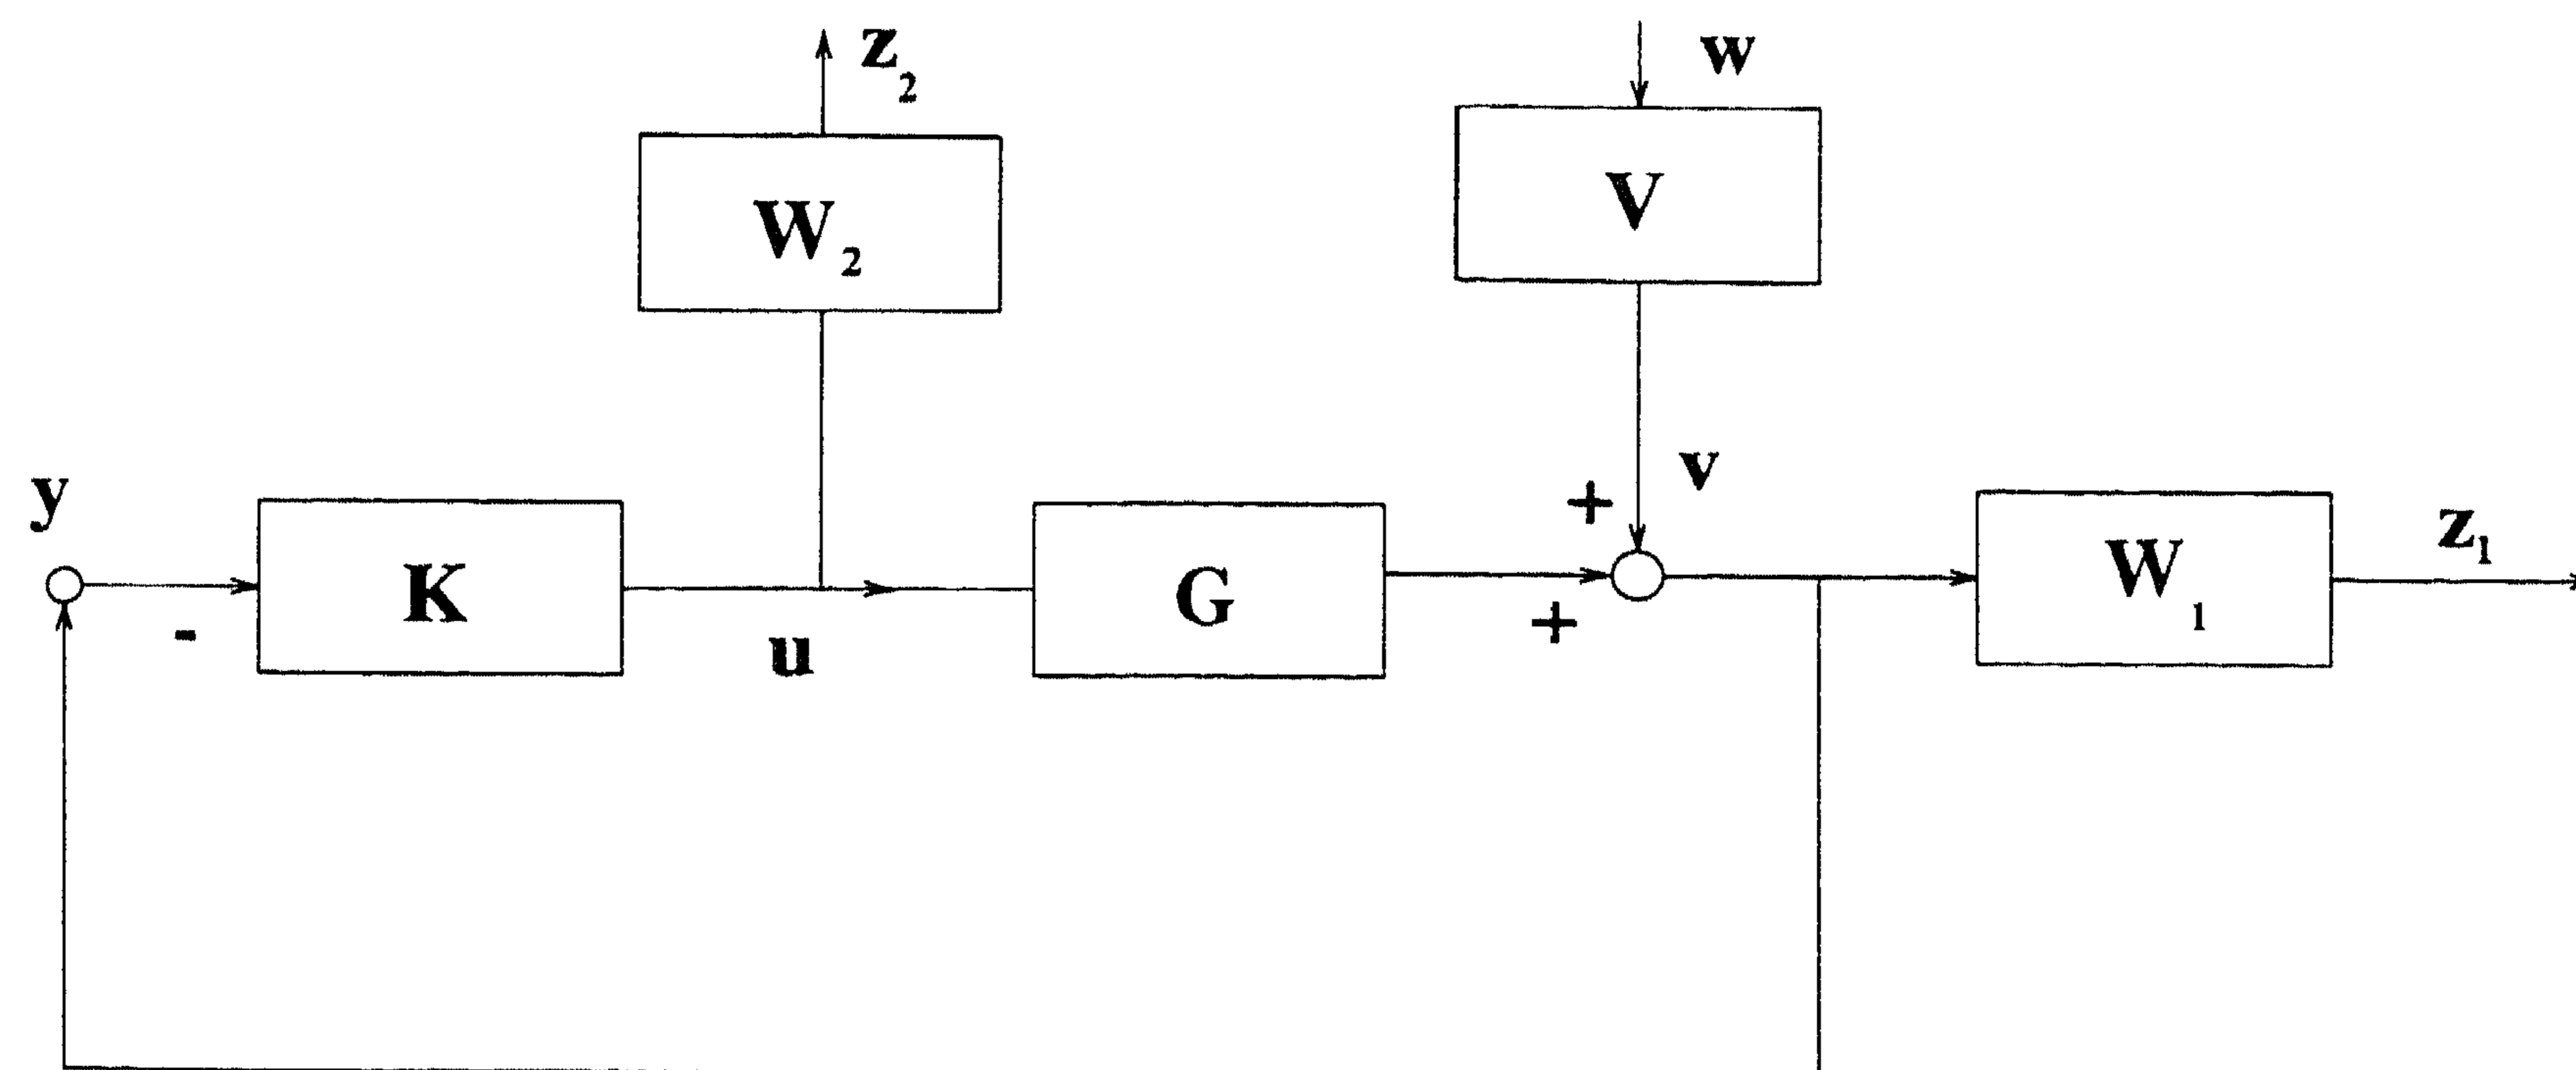 z₂
w
W₂
V
y
+
v
K
G
W₁
z₁
-
u
+